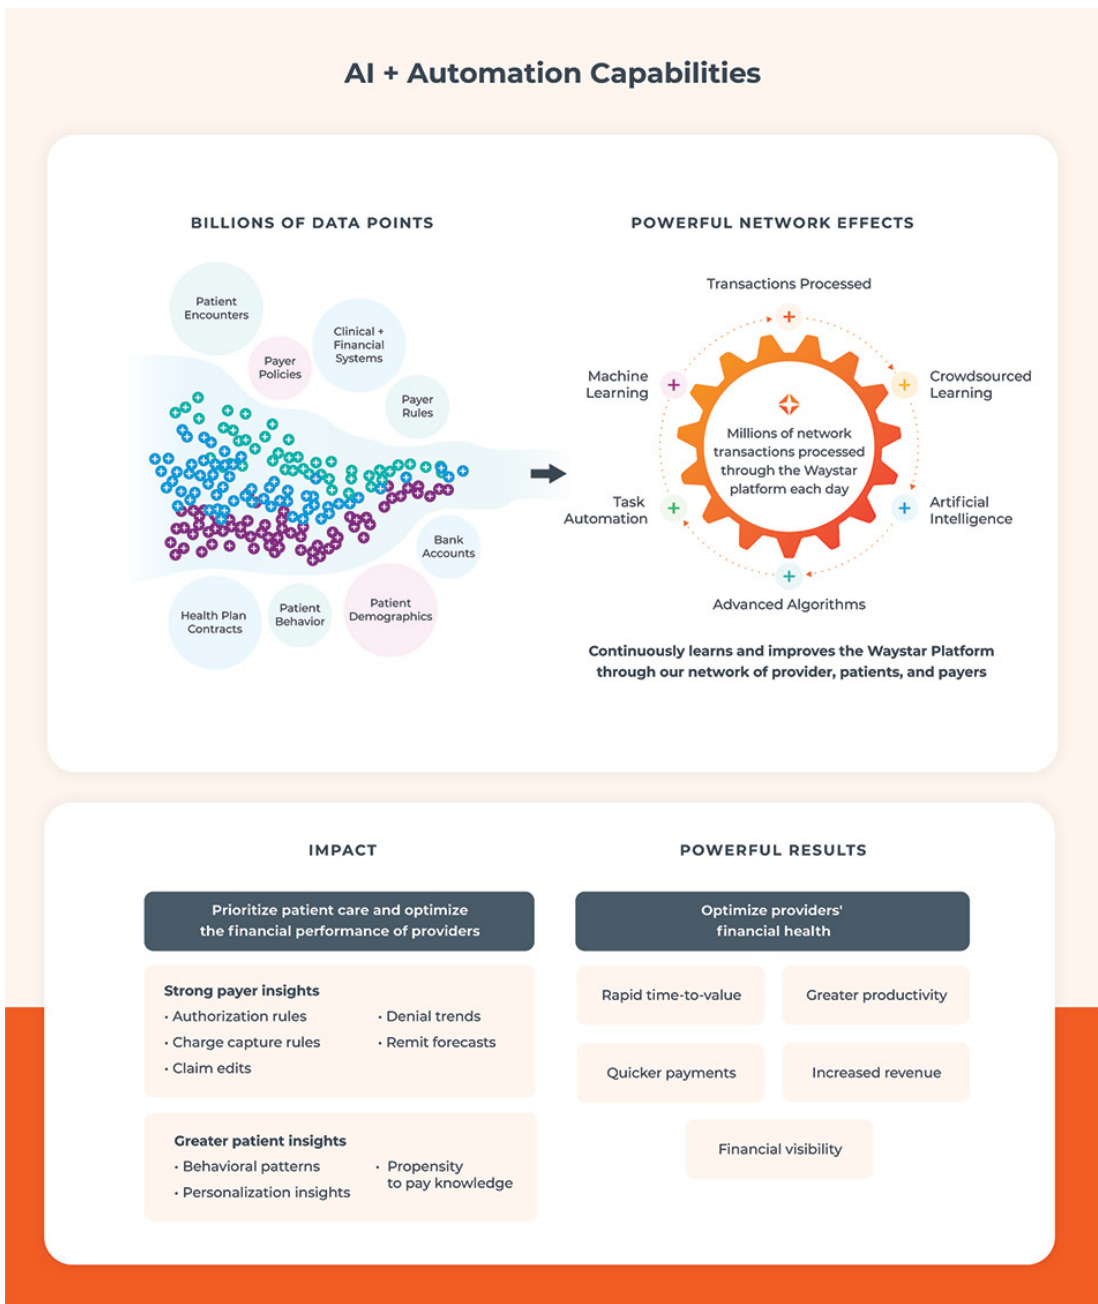 AI + Automation Capabilities
BILLIONS OF DATA POINTS
Patient
Encounters
Payer
Policies
Clinical +
Financial
Systems
Payer
Rules
Bank
Accounts
Health Plan
Contracts
Patient
Behavior
Patient
Demographics
POWERFUL NETWORK EFFECTS
Transactions Processed
Machine
Learning
Crowdsourced
Learning
Millions of network
transactions processed
through the Waystar
platform each day
Task
Automation
Artificial
Intelligence
Advanced Algorithms
Continuously learns and improves the Waystar Platform
through our network of provider, patients, and payers
IMPACT
Prioritize patient care and optimize
the financial performance of providers
Strong payer insights
· Authorization rules
· Charge capture rules
· Claim edits
· Denial trends
· Remit forecasts
Greater patient insights
· Behavioral patterns
· Personalization insights
· Propensity
to pay knowledge
POWERFUL RESULTS
Optimize providers'
financial health
Rapid time-to-value
Greater productivity
Quicker payments
Increased revenue
Financial visibility